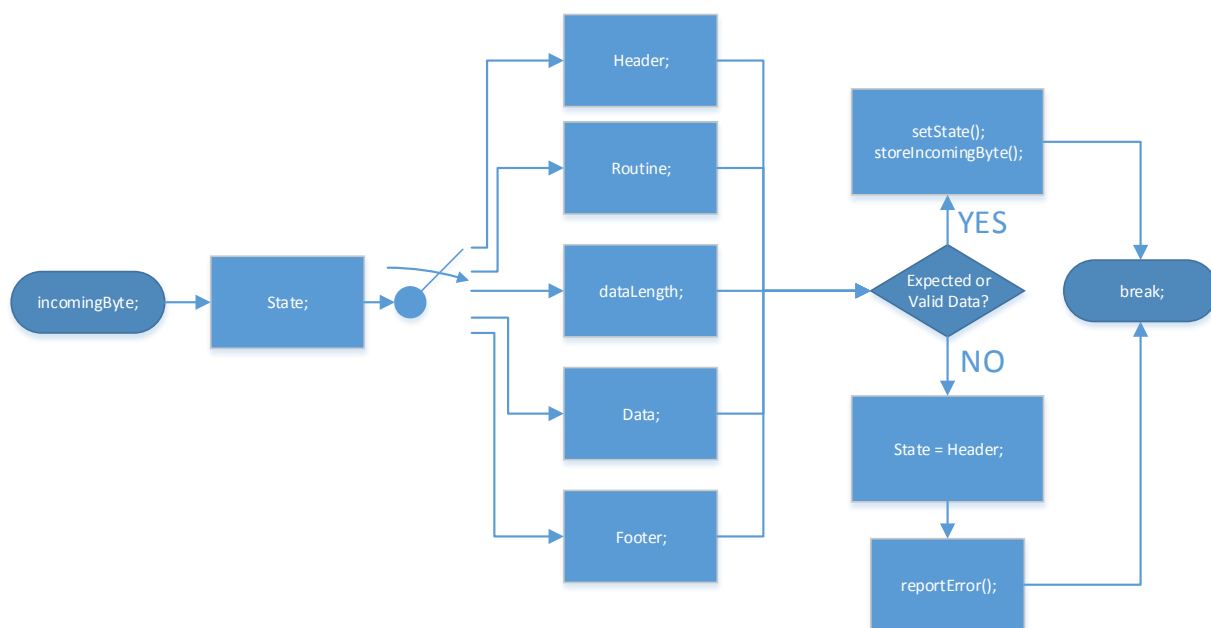 incomingByte;
State;
Header;
Routine;
dataLength;
Data;
Footer;
Expected or
Valid Data?
YES
setState();
storeIncomingByte();
NO
State = Header;
reportError();
break;